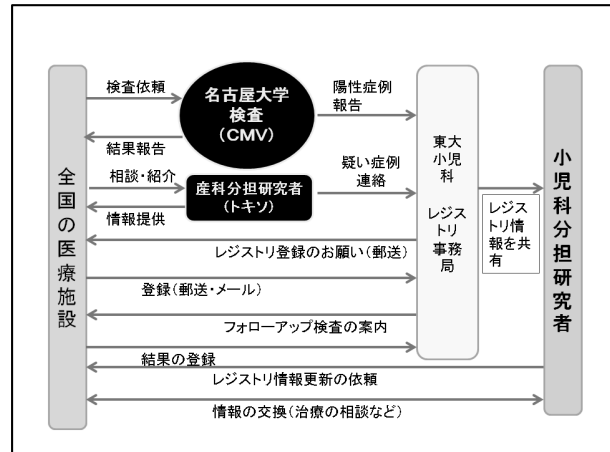 検査依頼
名古屋大学
検査
（CMV）
陽性症例
報告
結果報告
相談・紹介
産科分担研究者
（トキソ）
疑い症例
連絡
情報提供
全国の医療施設
東大
小児
科
レジ
スト
リ
事務
局
レジス
トリ情
報を共
有
小児科分担研究者
レジストリ登録のお願い（郵送）
登録（郵送・メール）
フォローアップ検査の案内
結果の登録
レジストリ情報更新の依頼
情報の交換（治療の相談など）